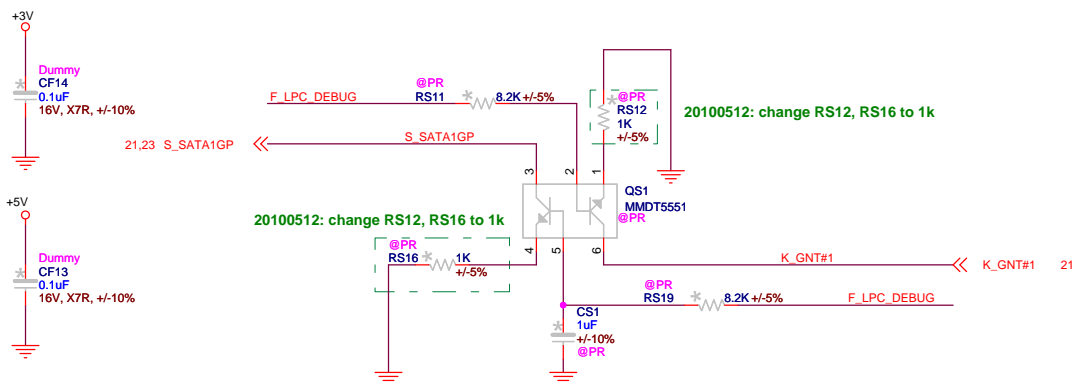 +3V
Dummy
CF14
0.1uF
16V, X7R, +/-10%
+5V
Dummy
CF13
0.1uF
16V, X7R, +/-10%
F_LPC_DEBUG
@PR
RS11
8.2K +/-5%
21,23 S_SATA1GP
S_SATA1GP
@PR
RS12
1K
+/-5%
20100512: change RS12, RS16 to 1k
3
2
1
QS1
MMDT5551
@PR
4
5
6
20100512: change RS12, RS16 to 1k
@PR
RS16
1K
+/-5%
K_GNT#1
K_GNT#1 21
@PR
RS19
8.2K +/-5%
F_LPC_DEBUG
CS1
1uF
+/-10%
@PR